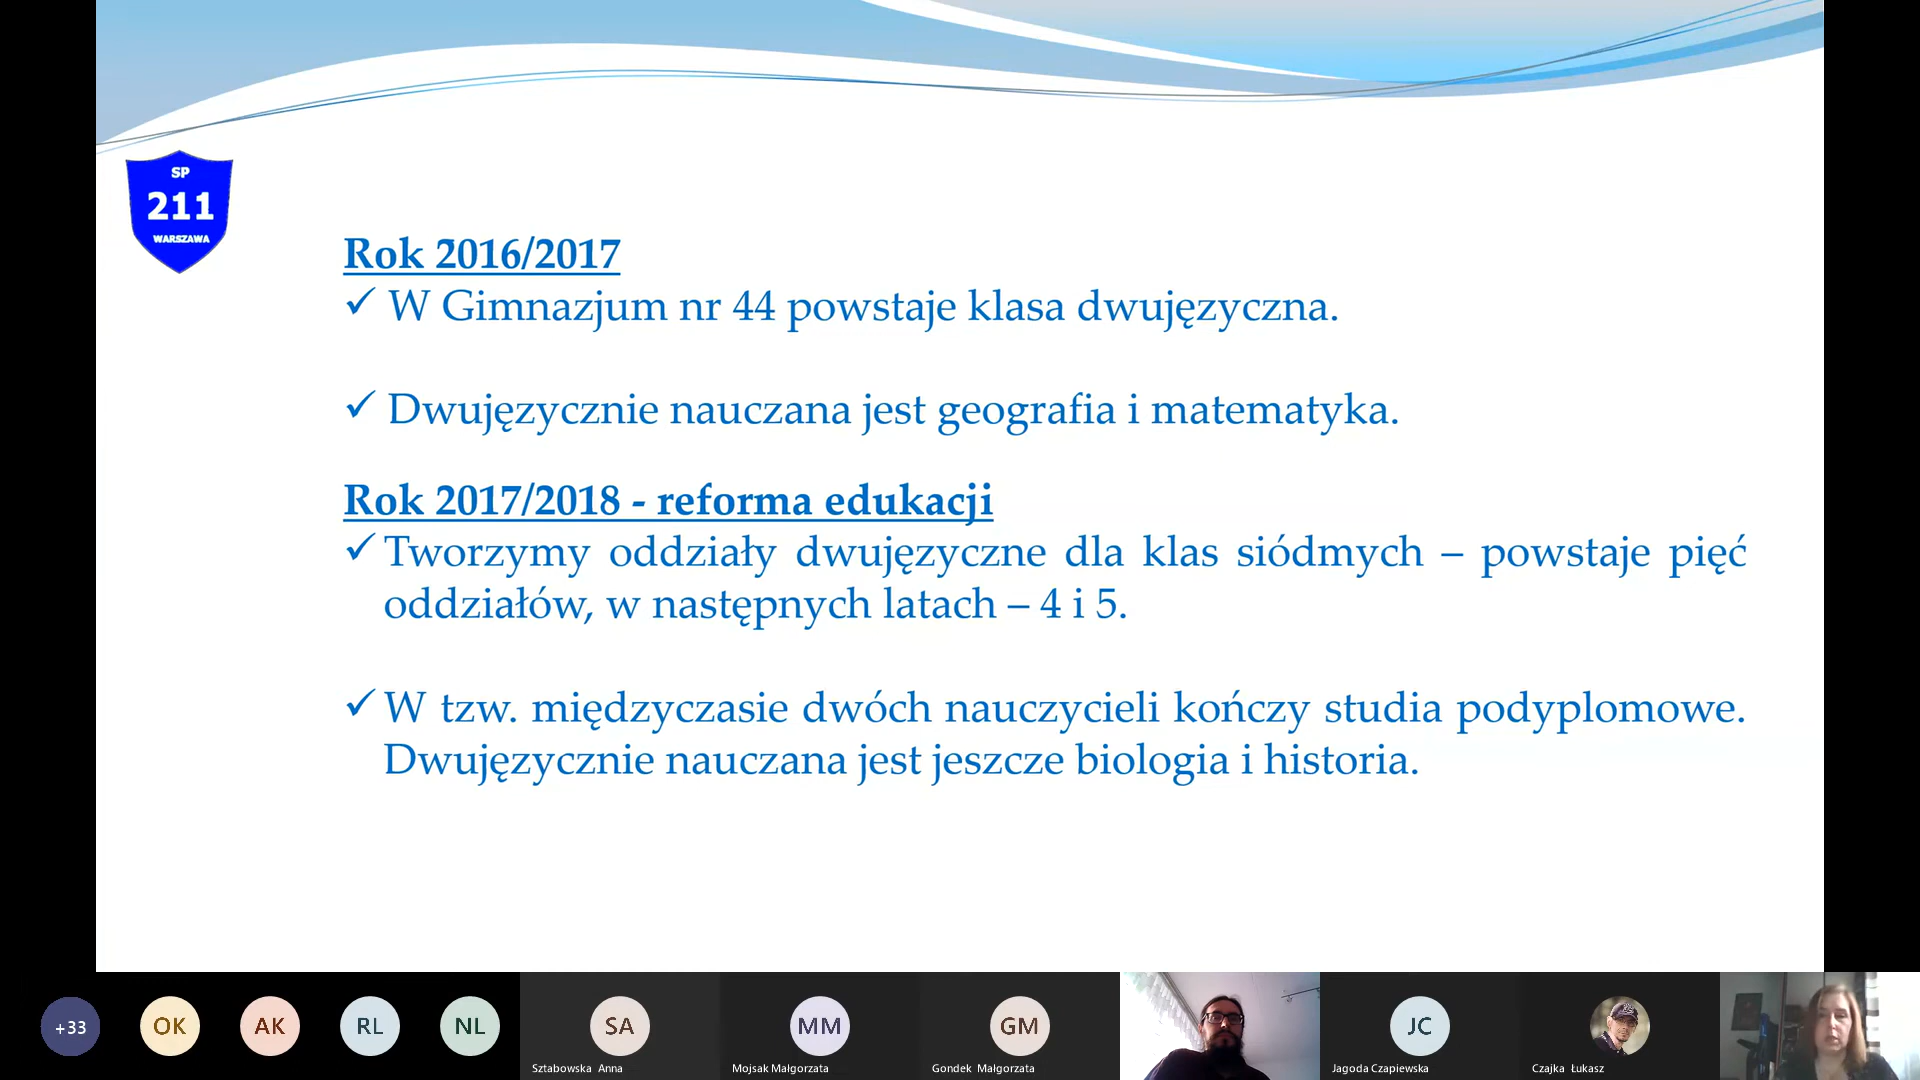 SP
211
WARSZAWA
Rok 2016/2017
✓ W Gimnazjum nr 44 powstaje klasa dwujęzyczna.
✓ Dwujęzycznie nauczana jest geografia i matematyka.
Rok 2017/2018 - reforma edukacji
✓ Tworzymy oddziały dwujęzyczne dla klas siódmych – powstaje pięć
oddziałów, w następnych latach – 4 i 5.
✓ W tzw. międzyczasie dwóch nauczycieli kończy studia podyplomowe.
Dwujęzycznie nauczana jest jeszcze biologia i historia.
+33 OK AK RL NL SA MM GM JC
Sztabowska Anna Mojsak Małgorzata Gondek Małgorzata Jagoda Czapiewska Czajka Łukasz